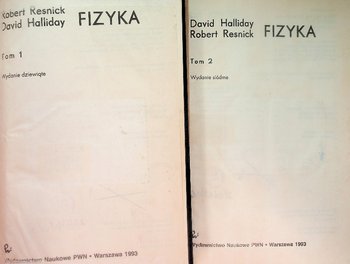 Robert Resnick
David Halliday
FIZYKA
Tom 1
Wydanie dziewiąte
Wydawnictwo Naukowe PWN • Warszawa 1993
David Halliday
Robert Resnick
FIZYKA
Tom 2
Wydanie siódme
Wydawnictwo Naukowe PWN • Warszawa 1993